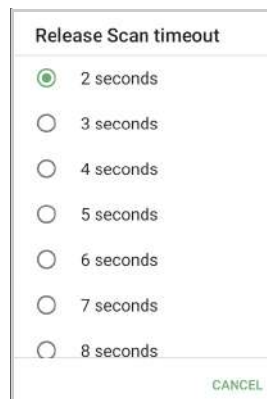 Release Scan timeout
2 seconds
3 seconds
4 seconds
5 seconds
6 seconds
7 seconds
8 seconds
CANCEL